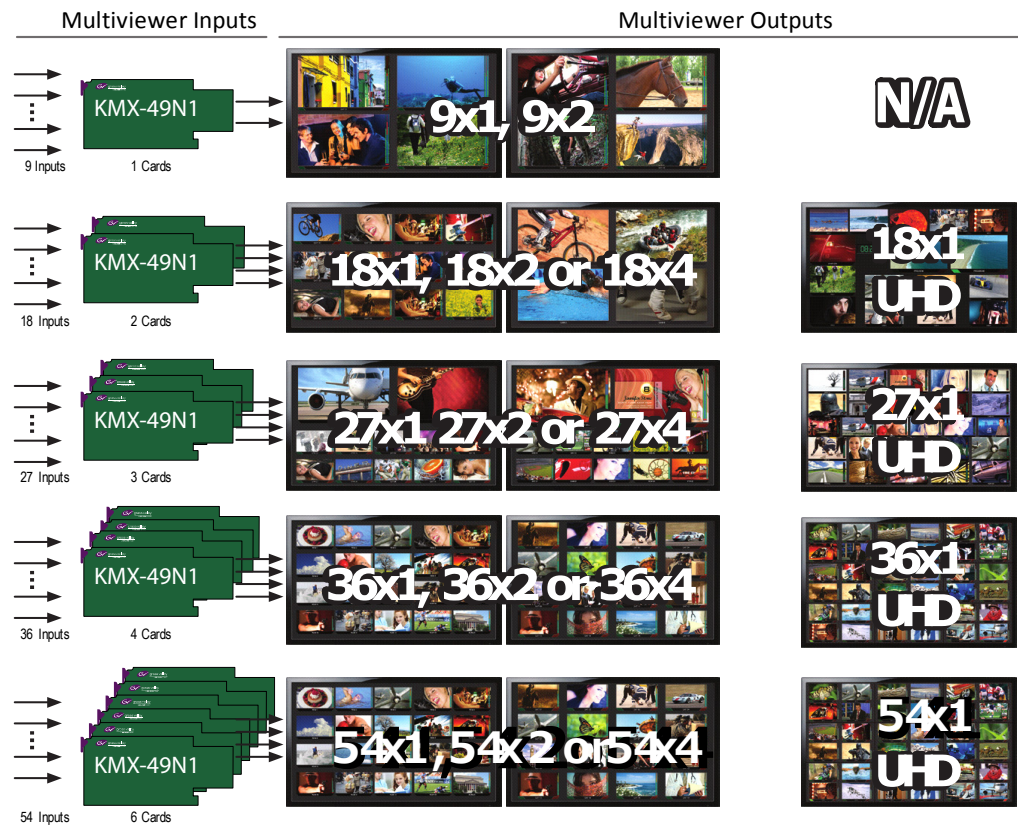 Multiviewer Inputs
Multiviewer Outputs
KMX-49N1
9 Inputs
1 Cards
9x1, 9x2
N/A
KMX-49N1
18 Inputs
2 Cards
18x1, 18x2 or 18x4
18x1
UHD
KMX-49N1
27 Inputs
3 Cards
27x1 27x2 or 27x4
27x1
UHD
KMX-49N1
36 Inputs
4 Cards
36x1, 36x2 or 36x4
36x1
UHD
KMX-49N1
54 Inputs
6 Cards
54x1, 54x2 or 54x4
54x1
UHD